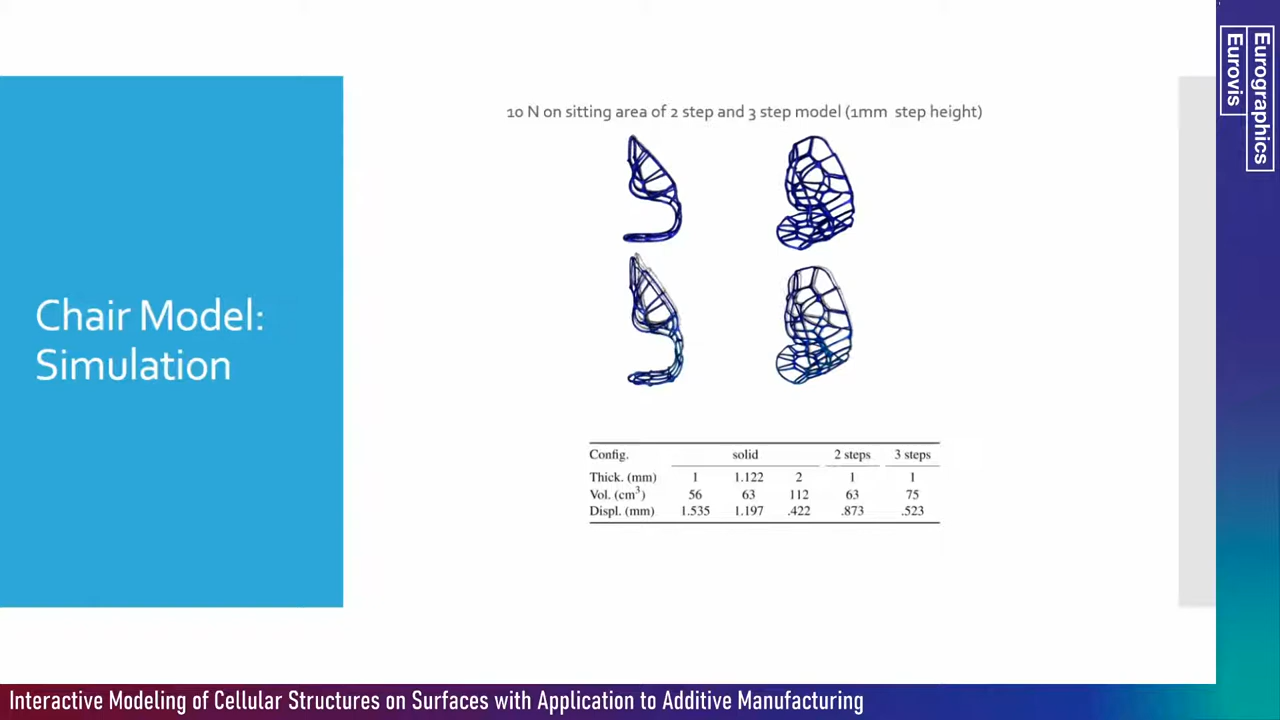 10 N on sitting area of 2 step and 3 step model (1mm step height)
Chair Model:
Simulation
Config. solid 2 steps 3 steps
Thick. (mm) 1 1.122 2 1 1
Vol. (cm³) 56 63 112 63 75
Displ. (mm) 1.535 1.197 .422 .873 .523
Eurographics
Eurovis
Interactive Modeling of Cellular Structures on Surfaces with Application to Additive Manufacturing